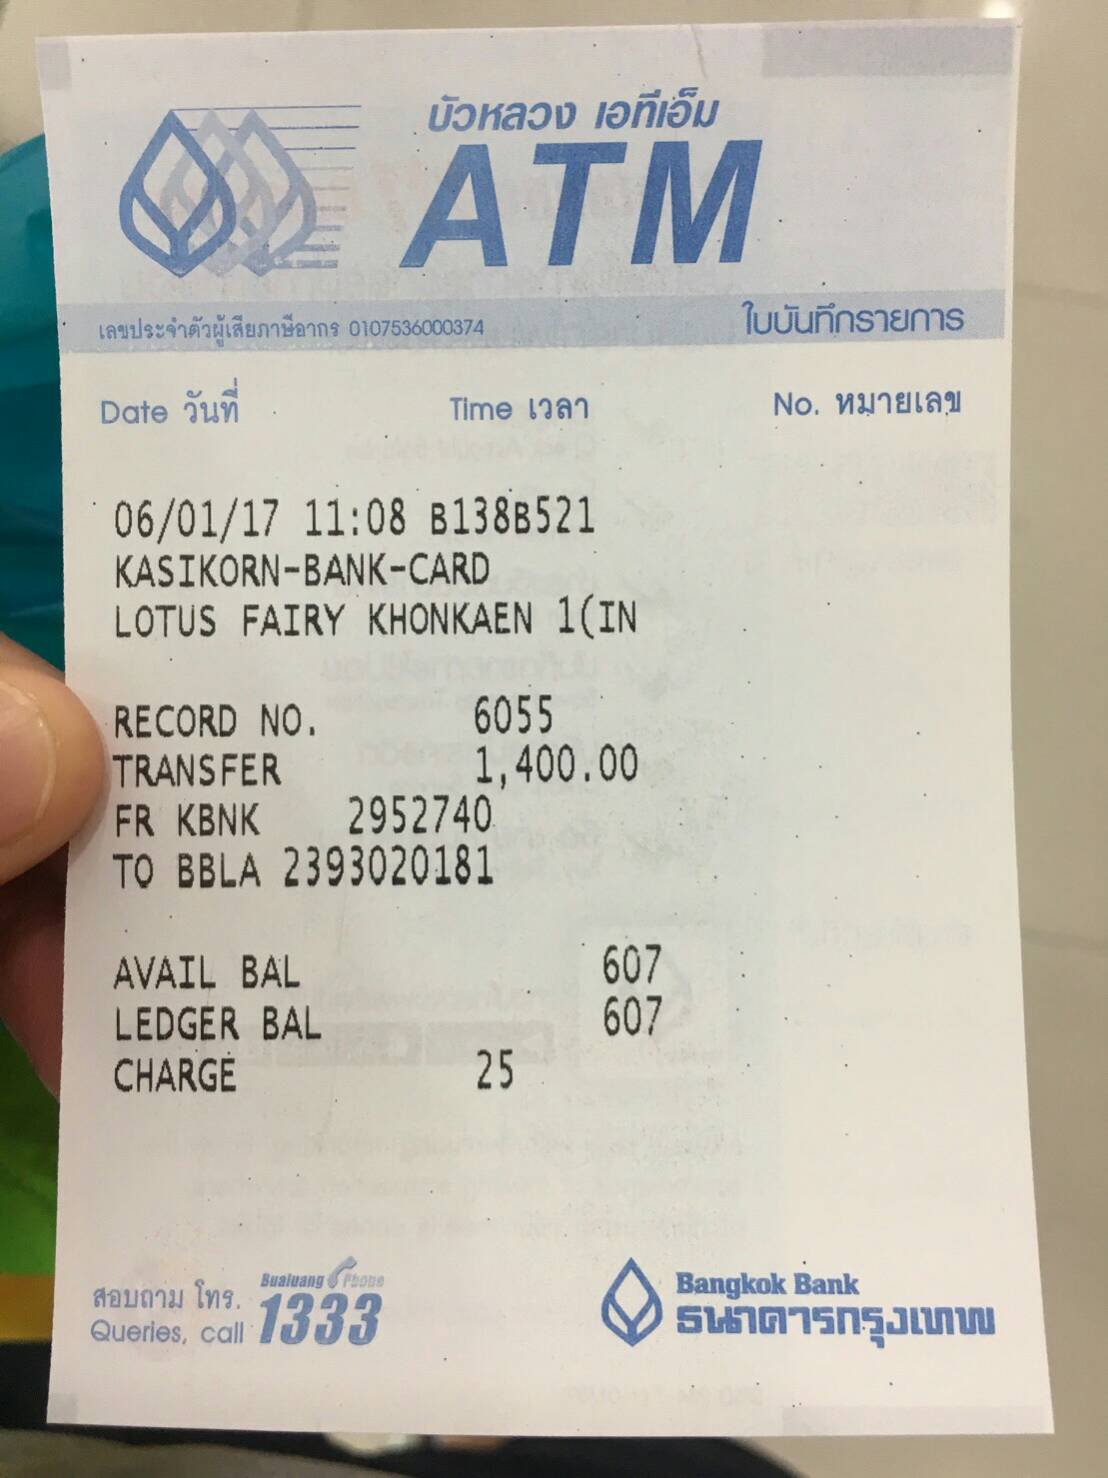 บัวหลวง เอทีเอ็ม
ATM
เลขประจำตัวผู้เสียภาษีอากร 0107536000374 ใบบันทึกรายการ
Date วันที่ Time เวลา No. หมายเลข
06/01/17 11:08 B138B521
KASIKORN-BANK-CARD
LOTUS FAIRY KHONKAEN 1(IN
RECORD NO. 6055
TRANSFER 1,400.00
FR KBNK 2952740
TO BBLA 2393020181
AVAIL BAL 607
LEDGER BAL 607
CHARGE 25
สอบถาม โทร.
Queries, call
Bualuang Phone
1333
Bangkok Bank
ธนาคารกรุงเทพ